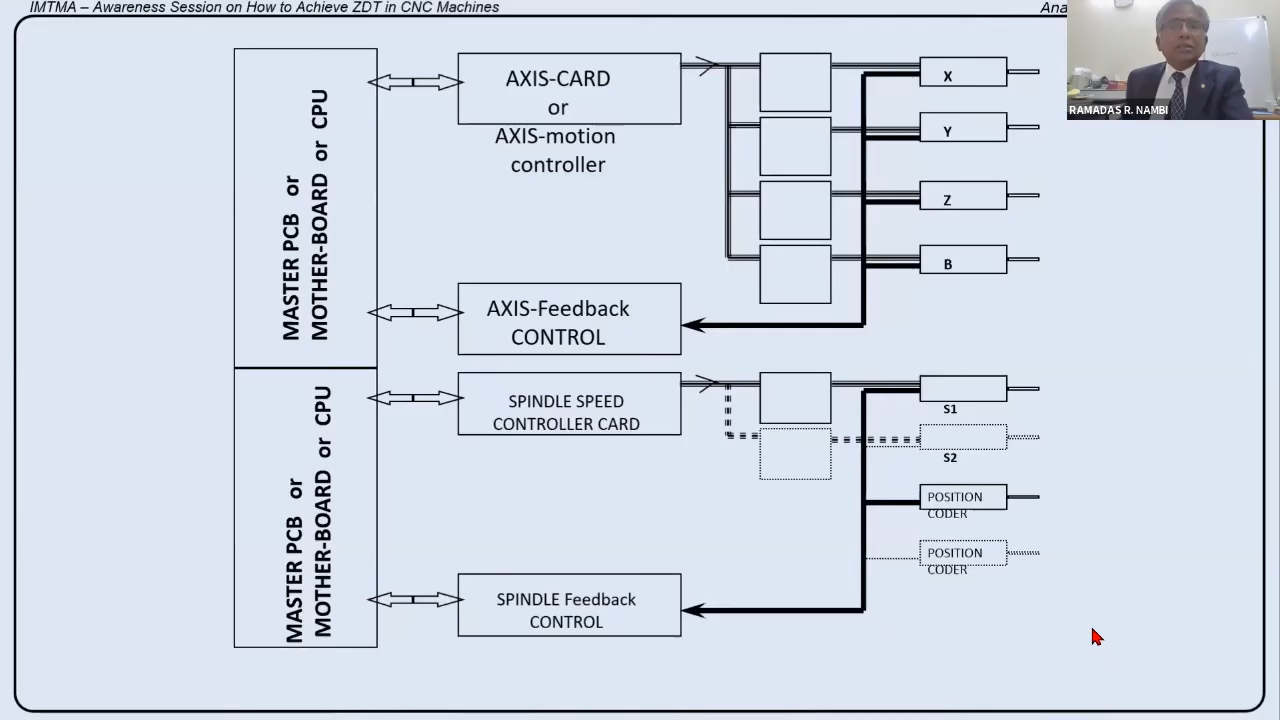 IMTMA – Awareness Session on How to Achieve ZDT in CNC Machines
RAMADAS R. NAMBI
MASTER PCB or
MOTHER-BOARD or CPU
AXIS-CARD
or
AXIS-motion
controller
X
Y
Z
B
AXIS-Feedback
CONTROL
MASTER PCB or
MOTHER-BOARD or CPU
SPINDLE SPEED
CONTROLLER CARD
S1
S2
POSITION
CODER
POSITION
CODER
SPINDLE Feedback
CONTROL